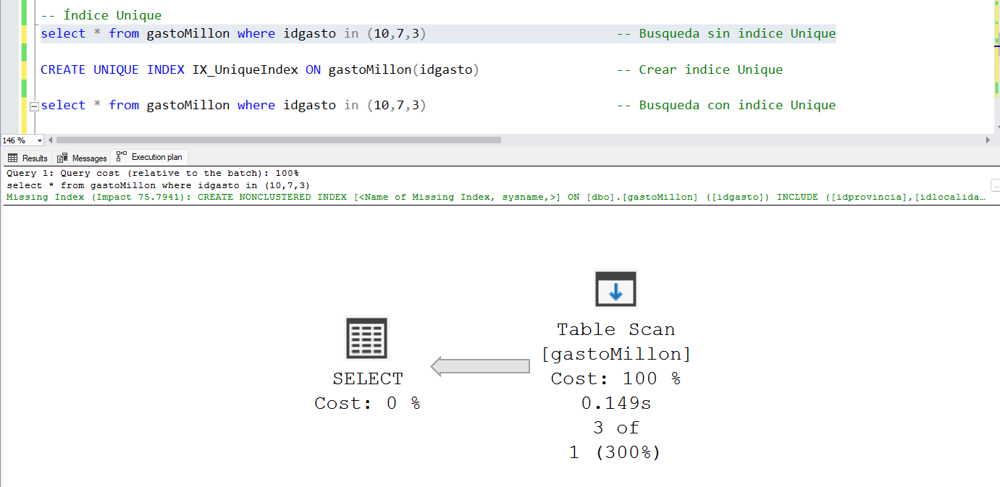 -- Índice Unique
select * from gastoMillon where idgasto in (10,7,3) -- Busqueda sin indice Unique
CREATE UNIQUE INDEX IX_UniqueIndex ON gastoMillon(idgasto) -- Crear indice Unique
select * from gastoMillon where idgasto in (10,7,3) -- Busqueda con indice Unique
146 %
Results Messages Execution plan
Query 1: Query cost (relative to the batch): 100%
select * from gastoMillon where idgasto in (10,7,3)
Missing Index (Impact 75.7941): CREATE NONCLUSTERED INDEX [<Name of Missing Index, sysname,>] ON [dbo].[gastoMillon] ([idgasto]) INCLUDE ([idprovincia],[idlocalida…
Table Scan
[gastoMillon]
Cost: 100 %
0.149s
3 of
1 (300%)
SELECT
Cost: 0 %